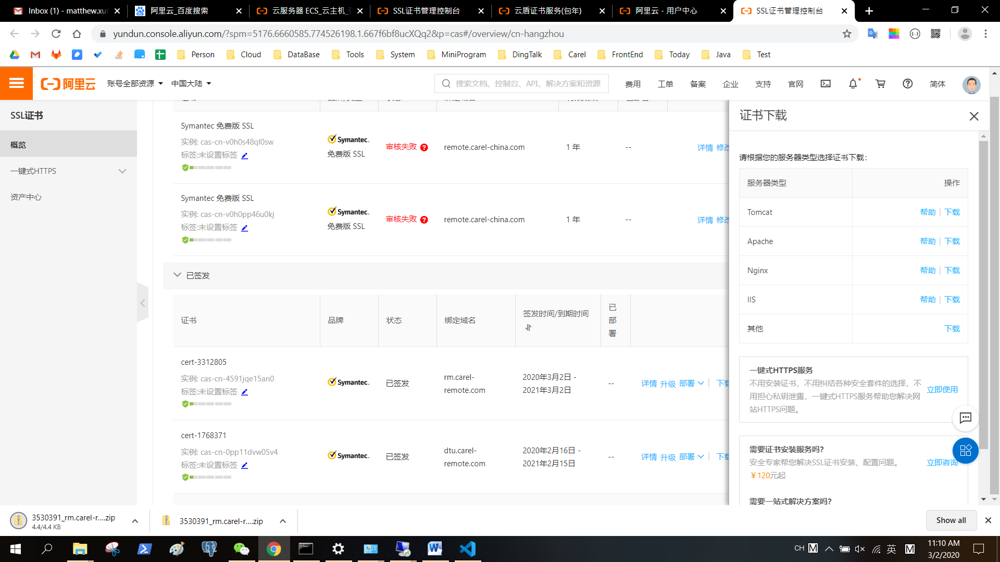 Inbox (1) - matthew.xu
阿里云_百度搜索
云服务器 ECS_云主机_
SSL证书管理控制台
云盾证书服务(包年)
阿里云 - 用户中心
SSL证书管理控制台
yundun.console.aliyun.com/?spm=5176.6660585.774526198.1.667f6bf8ucXQq2&p=cas#/overview/cn-hangzhou
Person
Cloud
DataBase
Tools
System
MiniProgram
DingTalk
Carel
FrontEnd
Today
Java
Test
阿里云
账号全部资源
中国大陆
搜索文档、控制台、API、解决方案和资源
费用
工单
备案
企业
支持
官网
简体
SSL证书
概览
一键式HTTPS
资产中心
Symantec 免费版 SSL
实例: cas-cn-v0h0s48ql0sw
标签:未设置标签
Symantec.
免费版 SSL
审核失败
remote.carel-china.com
1 年
--
详情 修改
Symantec 免费版 SSL
实例: cas-cn-v0h0pp46u0kj
标签:未设置标签
Symantec.
免费版 SSL
审核失败
remote.carel-china.com
1 年
--
详情 修改
已签发
证书
品牌
状态
绑定域名
签发时间/到期时间
已
部
署
cert-3312805
实例: cas-cn-4591jqe15an0
标签:未设置标签
Symantec.
已签发
rm.carel-
remote.com
2020年3月2日 -
2021年3月2日
--
详情 升级 部署
下载
cert-1768371
实例: cas-cn-0pp11dvw05v4
标签:未设置标签
Symantec.
已签发
dtu.carel-
remote.com
2020年2月16日 -
2021年2月15日
--
详情 升级 部署
下载
证书下载
请根据您的服务器类型选择证书下载：
服务器类型
操作
Tomcat
帮助 | 下载
Apache
帮助 | 下载
Nginx
帮助 | 下载
IIS
帮助 | 下载
其他
下载
一键式HTTPS服务
不用安装证书，不用纠结各种安全套件的选择，不
用担心私钥泄露，一键式HTTPS服务帮助您解决网
站HTTPS问题。
立即使用
需要证书安装服务吗?
安全专家帮您解决SSL证书安装、配置问题。
￥120元起
立即咨询
需要一站式解决方案吗?
3530391_rm.carel-r....zip
4.4/4.4 KB
3530391_rm.carel-r....zip
Show all
CH
M
英
M
11:10 AM
3/2/2020